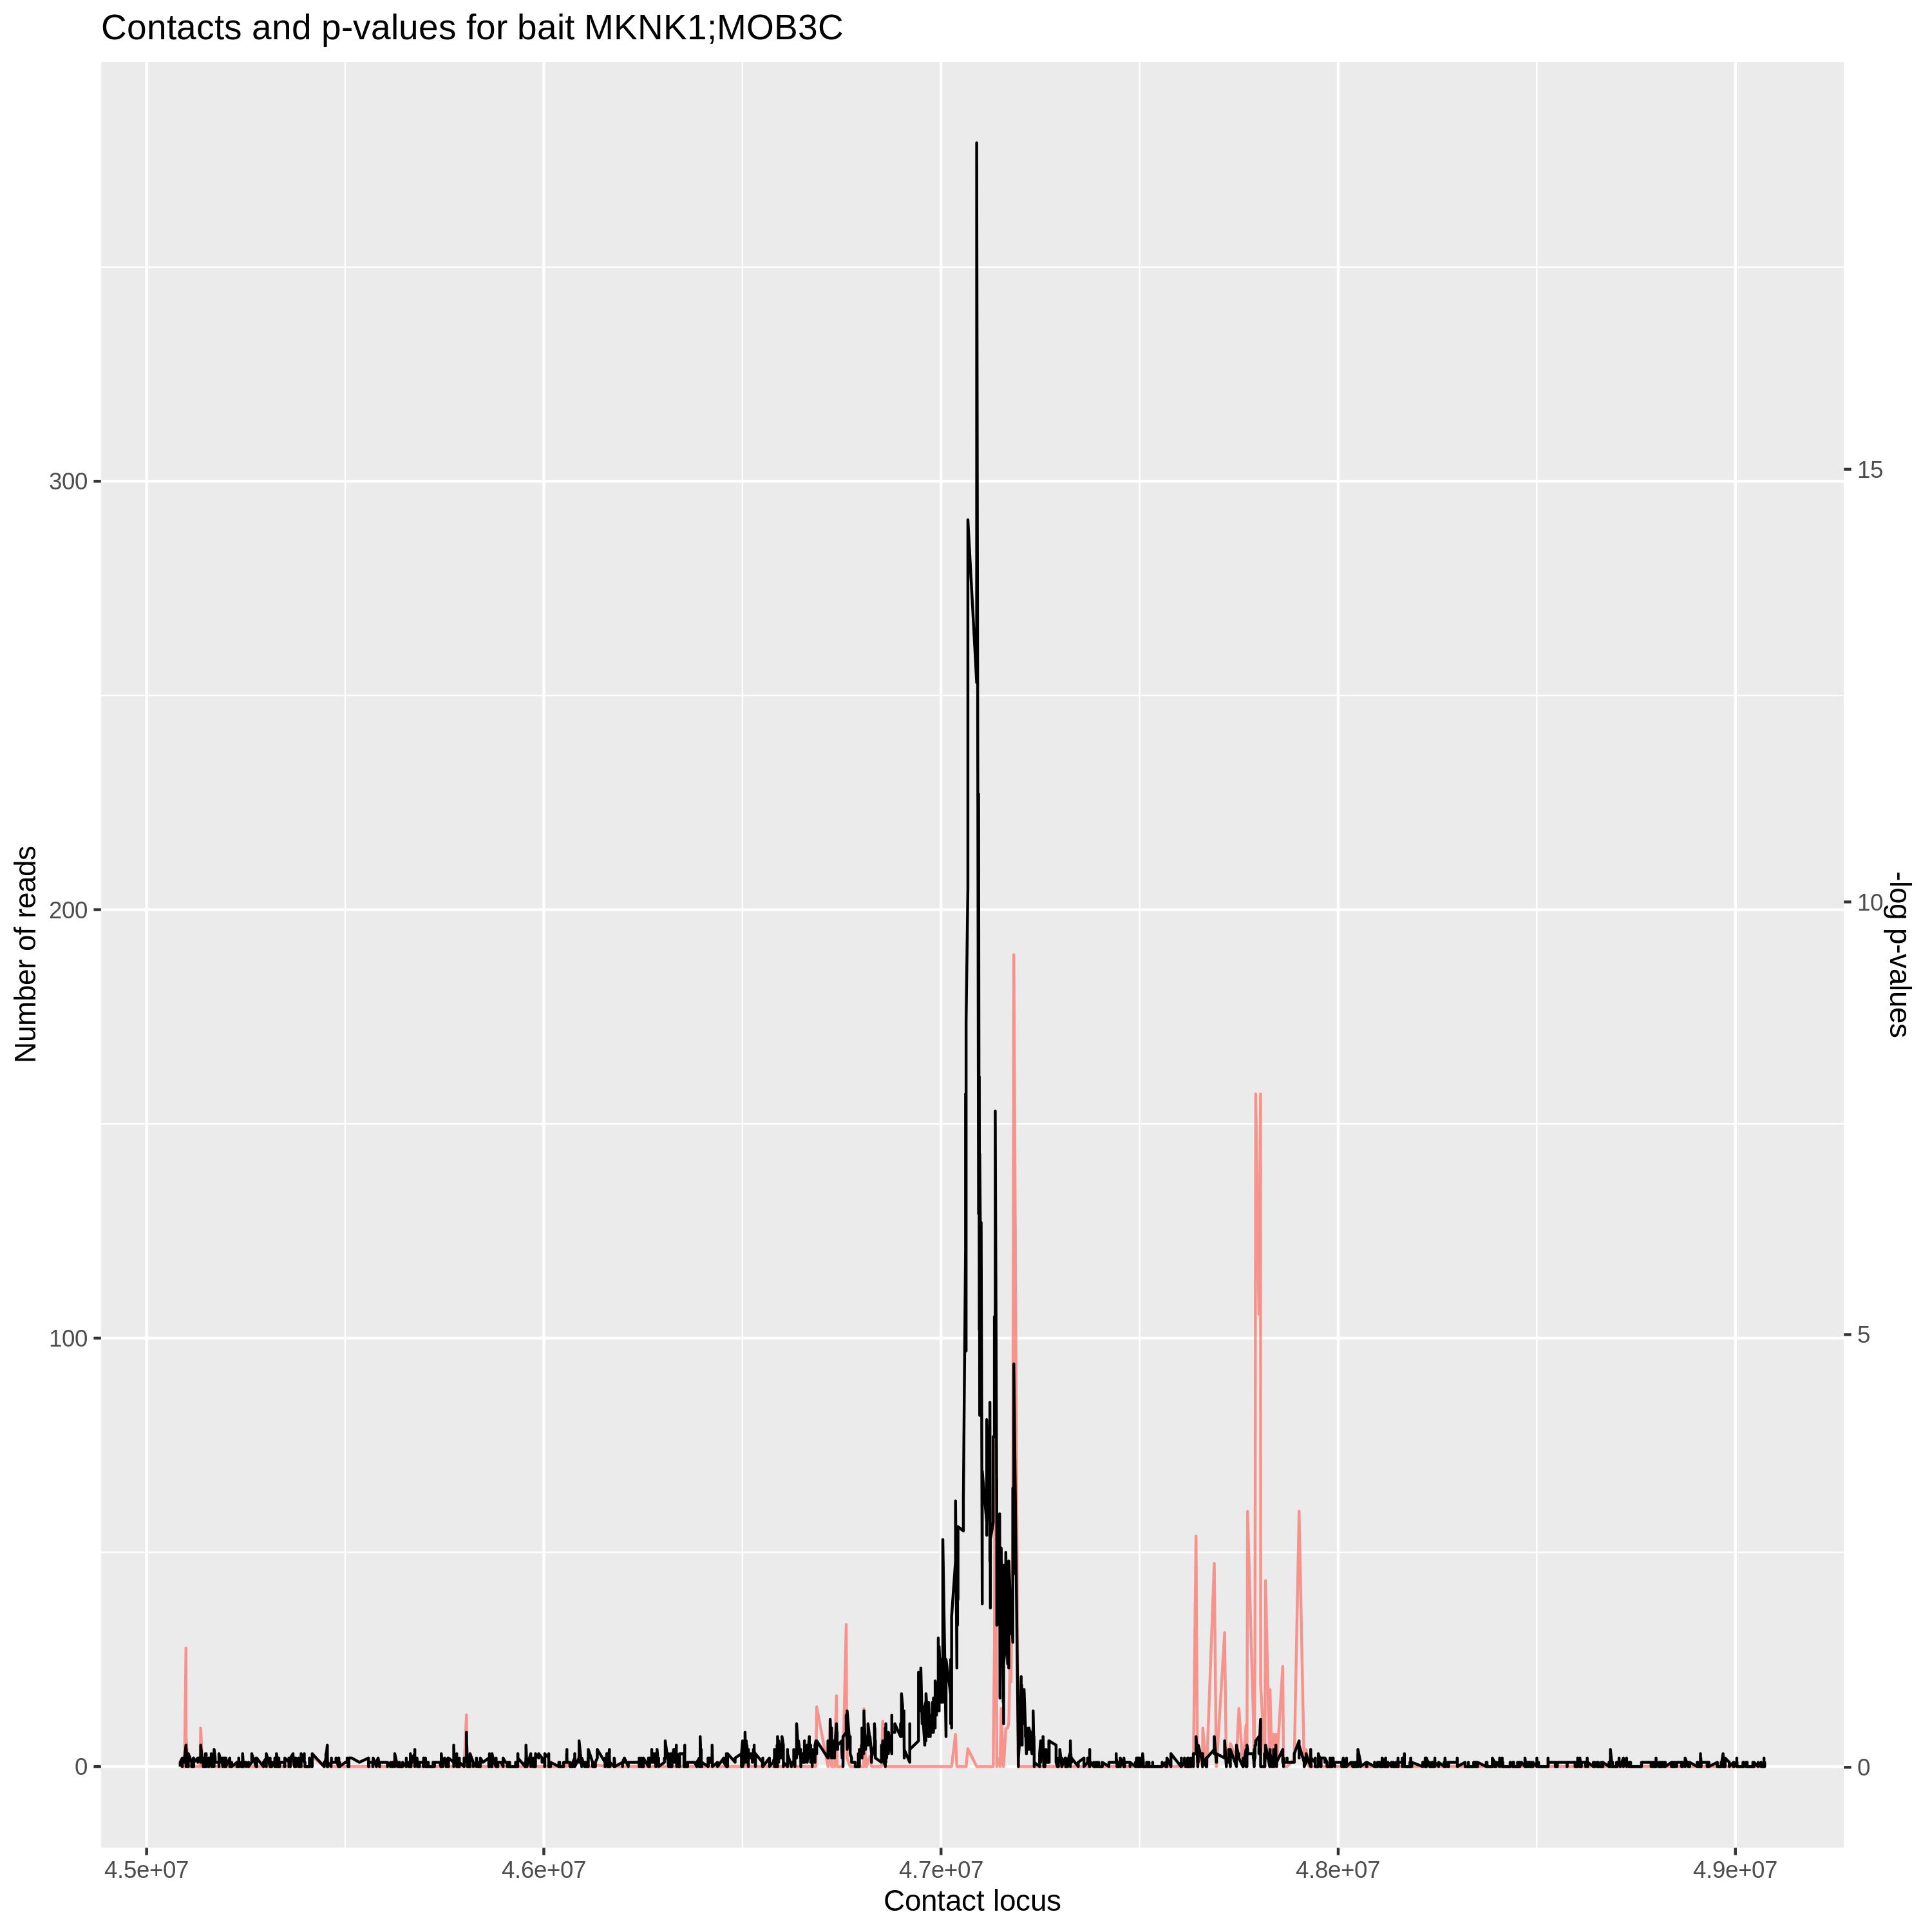 Contacts and p-values for bait MKNK1;MOB3C
300
200
100
0
15
10
5
0
Number of reads
-log p-values
4.5e+07 4.6e+07 4.7e+07 4.8e+07 4.9e+07
Contact locus